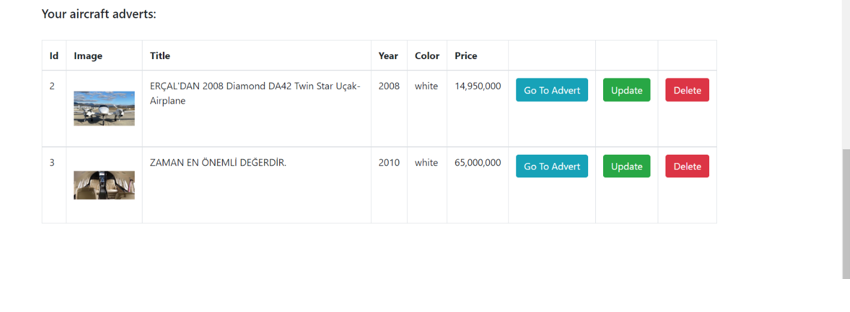 Your aircraft adverts:
Id Image Title Year Color Price
2 ERÇAL'DAN 2008 Diamond DA42 Twin Star Uçak-
Airplane 2008 white 14,950,000 Go To Advert Update Delete
3 ZAMAN EN ÖNEMLİ DEĞERDİR. 2010 white 65,000,000 Go To Advert Update Delete